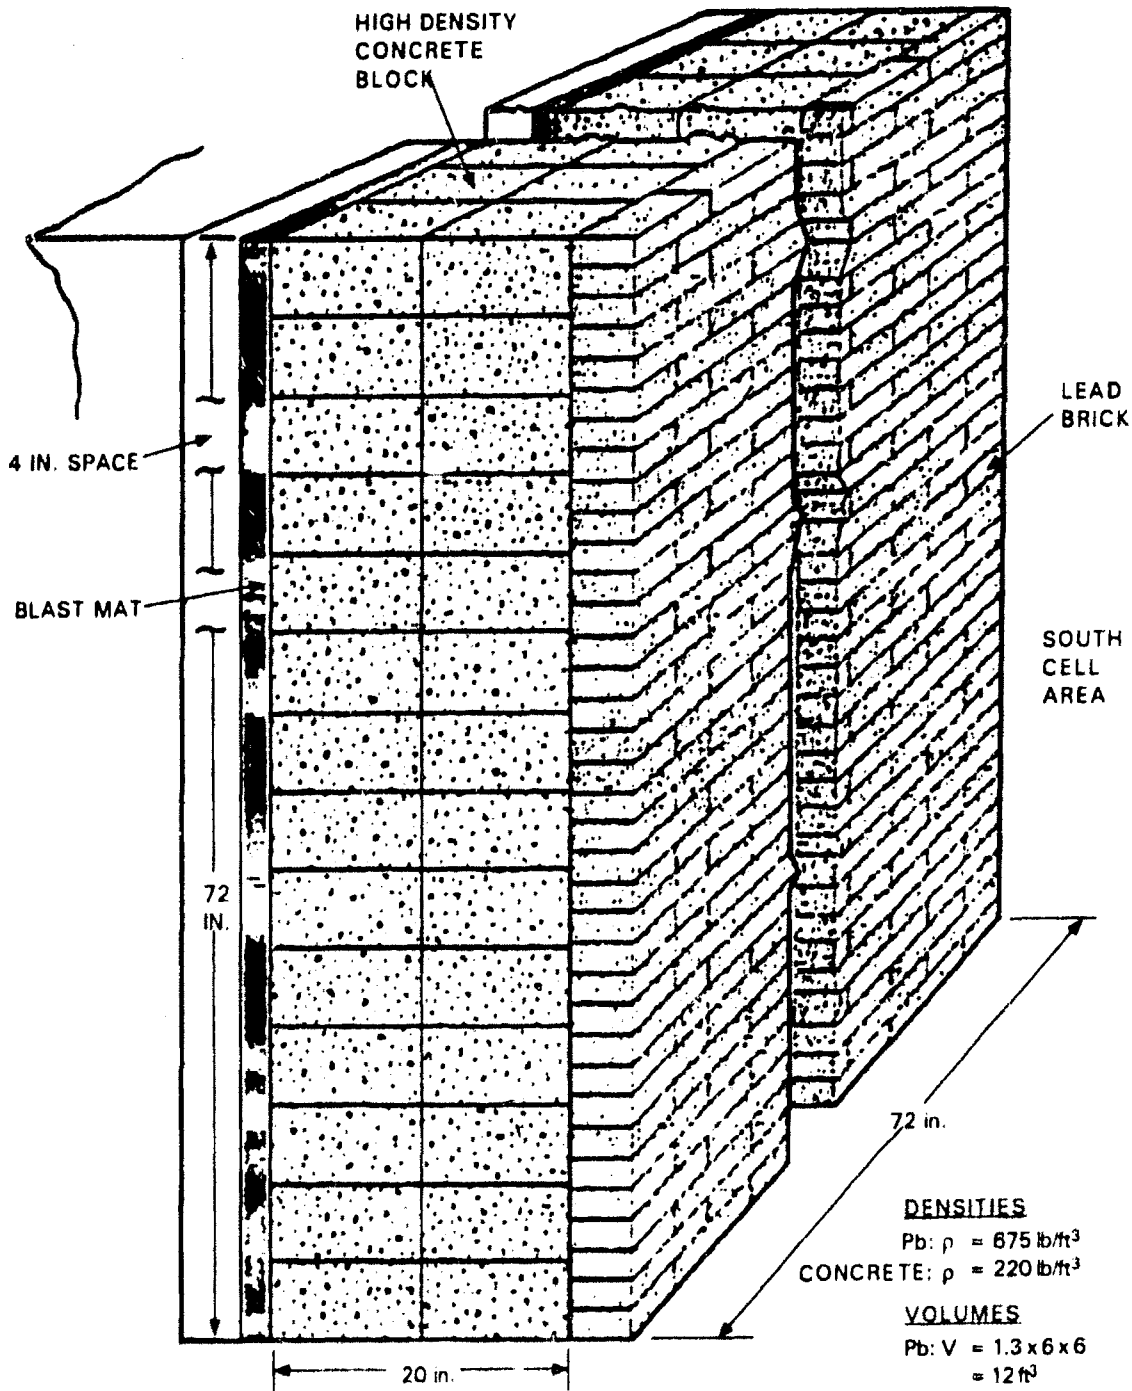 HIGH DENSITY
CONCRETE
BLOCK
LEAD
BRICK
4 IN. SPACE
BLAST MAT
SOUTH
CELL
AREA
72
IN.
72 in.
DENSITIES
Pb: ρ = 675 lb/ft³
CONCRETE: ρ = 220 lb/ft³
VOLUMES
Pb: V = 1.3 x 6 x 6
= 12 ft³
20 in.